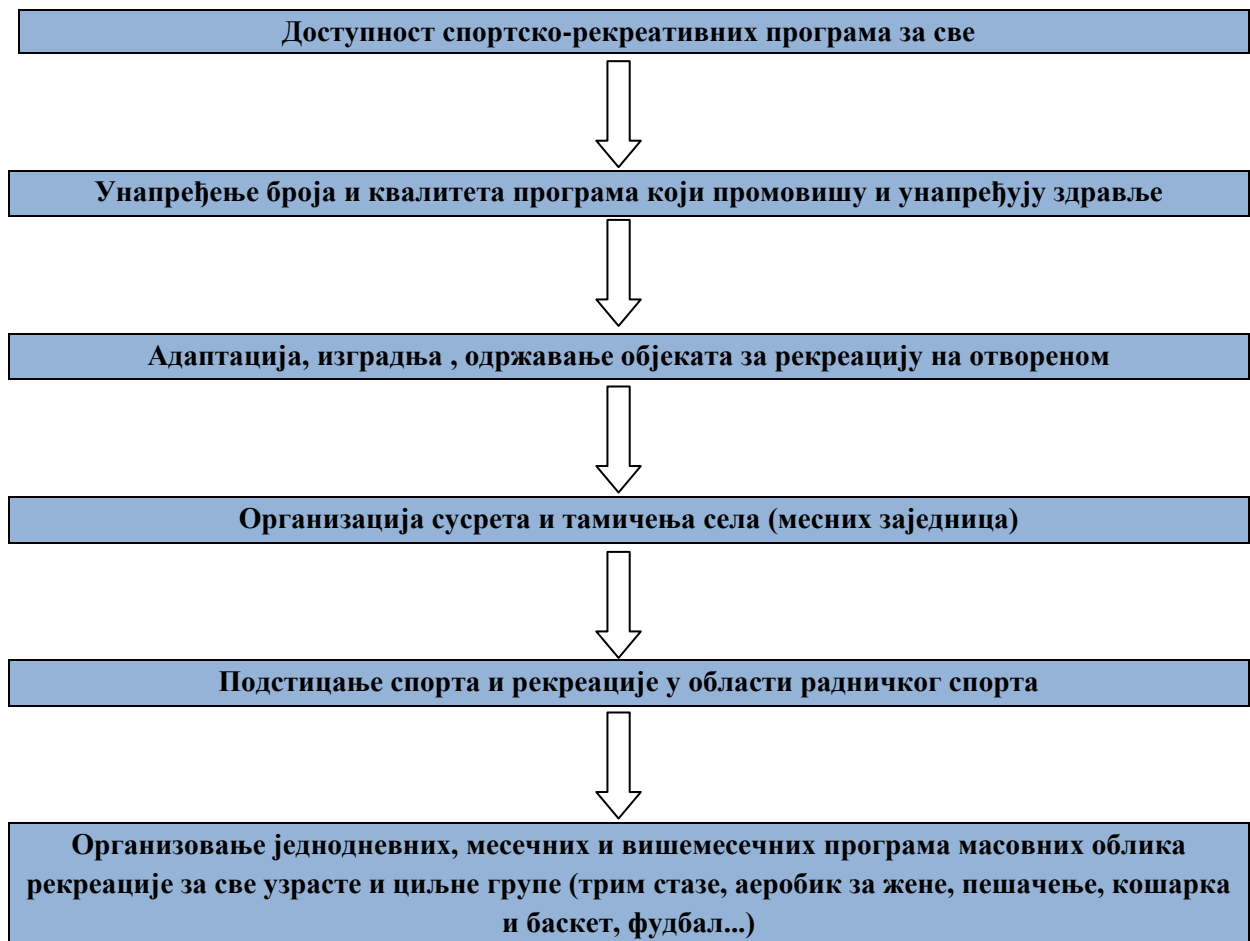 Доступност спортско-рекреативних програма за све
Унапређење броја и квалитета програма који промовишу и унапређују здравље
Адаптација, изградња , одржавање објеката за рекреацију на отвореном
Организација сусрета и тамичења села (месних заједница)
Подстицање спорта и рекреације у области радничког спорта
Организовање једнодневних, месечних и вишемесечних програма масовних облика
рекреације за све узрасте и циљне групе (трим стазе, аеробик за жене, пешачење, кошарка
и баскет, фудбал...)